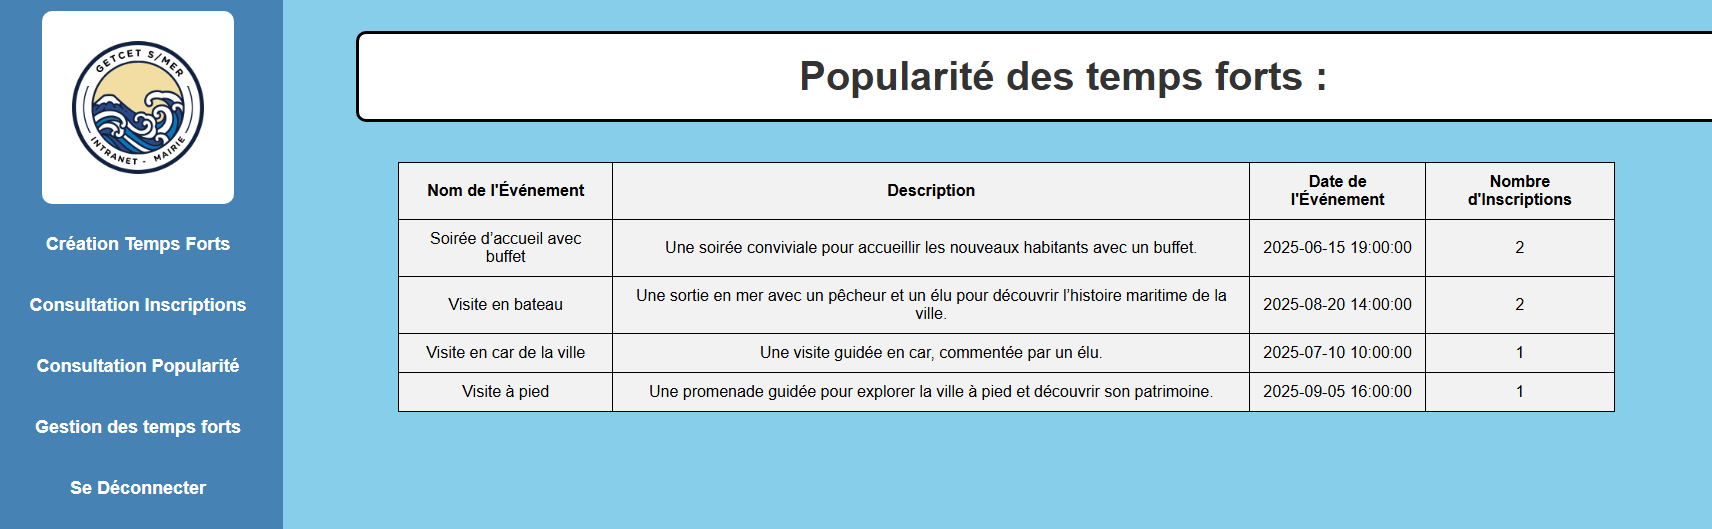 GETCET S/MER
INTRANET - MAIRIE
Création Temps Forts
Consultation Inscriptions
Consultation Popularité
Gestion des temps forts
Se Déconnecter
Popularité des temps forts :
Nom de l'Événement
Description
Date de
l'Événement
Nombre
d'Inscriptions
Soirée d’accueil avec
buffet
Une soirée conviviale pour accueillir les nouveaux habitants avec un buffet.
2025-06-15 19:00:00
2
Visite en bateau
Une sortie en mer avec un pêcheur et un élu pour découvrir l’histoire maritime de la
ville.
2025-08-20 14:00:00
2
Visite en car de la ville
Une visite guidée en car, commentée par un élu.
2025-07-10 10:00:00
1
Visite à pied
Une promenade guidée pour explorer la ville à pied et découvrir son patrimoine.
2025-09-05 16:00:00
1